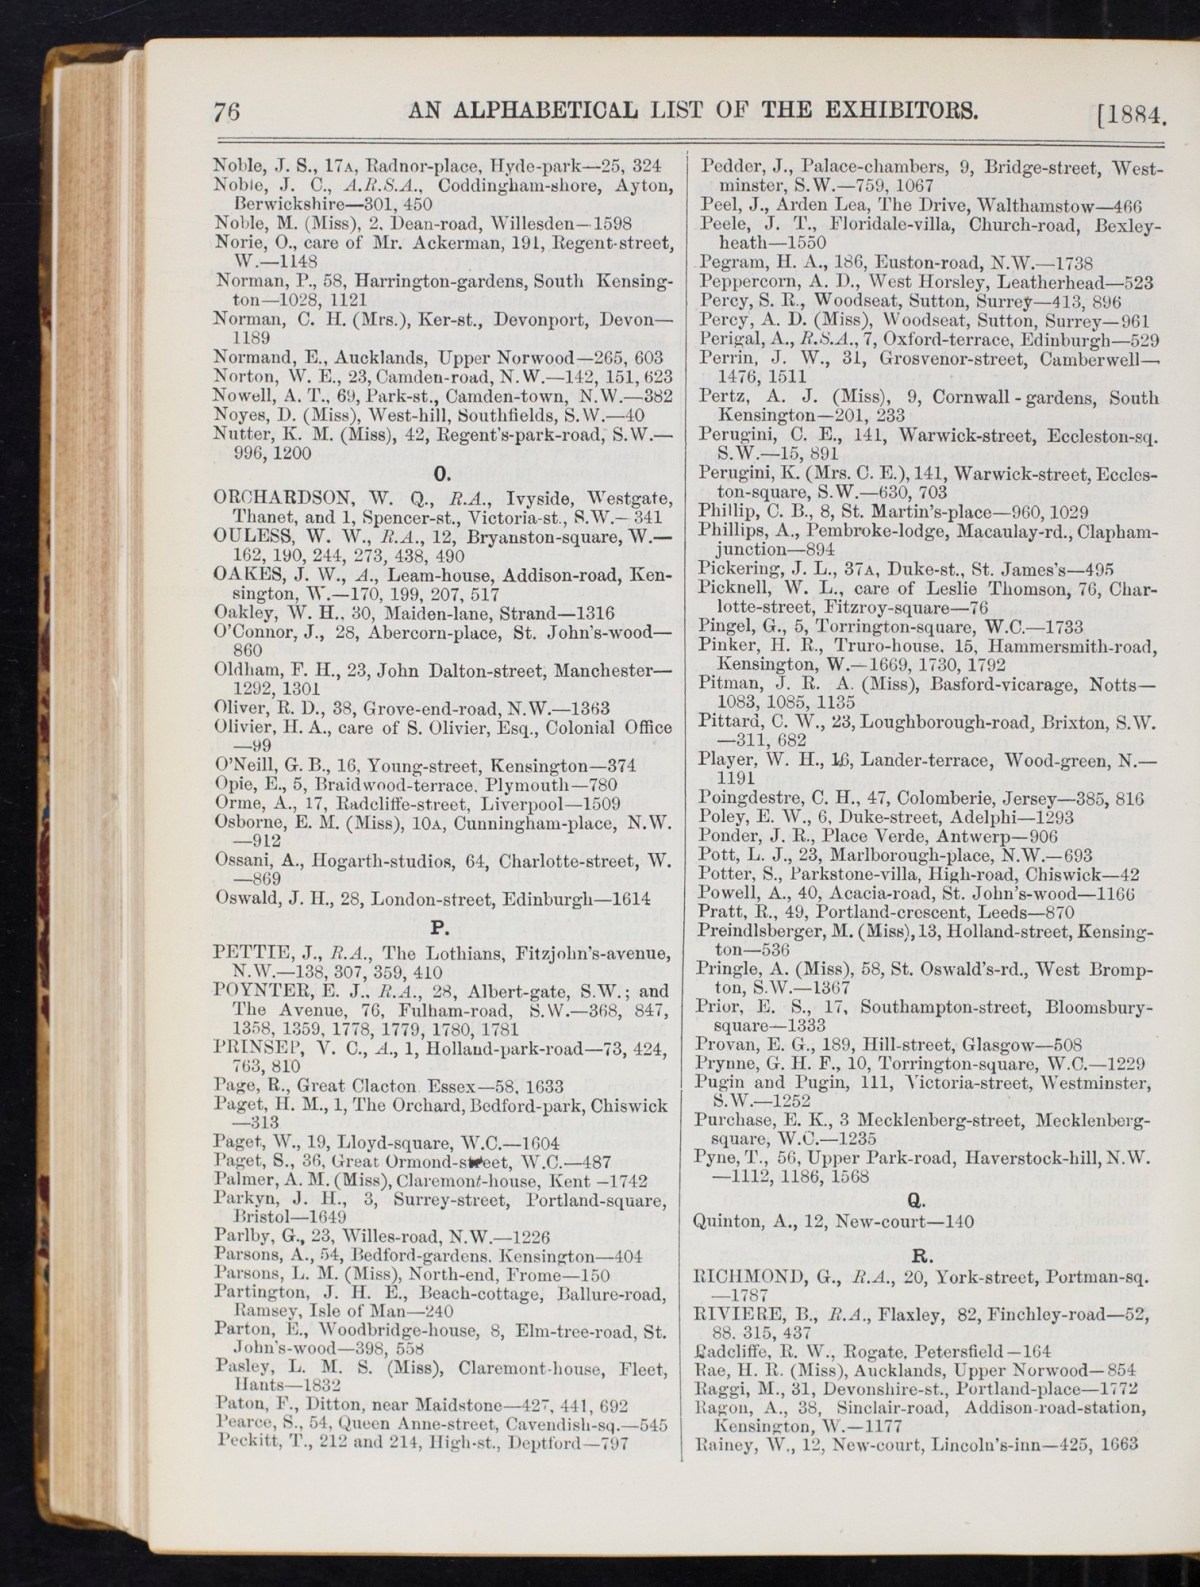 76 AN ALPHABETICAL LIST OF THE EXHIBITORS. [1884.
Noble, J. S., 17A, Radnor-place, Hyde-park—25, 324
Noble, J. C., A.R.S.A., Coddingham-shore, Ayton,
Berwickshire—301, 450
Noble, M. (Miss), 2, Dean-road, Willesden—1598
Norie, O., care of Mr. Ackerman, 191, Regent-street,
W.—1148
Norman, P., 58, Harrington-gardens, South Kensing-
ton—1028, 1121
Norman, C. H. (Mrs.), Ker-st., Devonport, Devon—
1189
Normand, E., Aucklands, Upper Norwood—265, 603
Norton, W. E., 23, Camden-road, N.W.—142, 151, 623
Nowell, A. T., 69, Park-st., Camden-town, N.W.—382
Noyes, D. (Miss), West-hill, Southfields, S.W.—40
Nutter, K. M. (Miss), 42, Regent's-park-road, S.W.—
996, 1200
O.
ORCHARDSON, W. Q., R.A., Ivyside, Westgate,
Thanet, and 1, Spencer-st., Victoria-st., S.W.—341
OULESS, W. W., R.A., 12, Bryanston-square, W.—
162, 190, 244, 273, 438, 490
OAKES, J. W., A., Leam-house, Addison-road, Ken-
sington, W.—170, 199, 207, 517
Oakley, W. H., 30, Maiden-lane, Strand—1316
O'Connor, J., 28, Abercorn-place, St. John's-wood—
860
Oldham, F. H., 23, John Dalton-street, Manchester—
1292, 1301
Oliver, R. D., 38, Grove-end-road, N.W.—1363
Olivier, H. A., care of S. Olivier, Esq., Colonial Office
—99
O'Neill, G. B., 16, Young-street, Kensington—374
Opie, E., 5, Braidwood-terrace, Plymouth—780
Orme, A., 17, Radcliffe-street, Liverpool—1509
Osborne, E. M. (Miss), 10A, Cunningham-place, N.W.
—912
Ossani, A., Hogarth-studios, 64, Charlotte-street, W.
—869
Oswald, J. H., 28, London-street, Edinburgh—1614
P.
PETTIE, J., R.A., The Lothians, Fitzjohn's-avenue,
N.W.—138, 307, 359, 410
POYNTER, E. J., R.A., 28, Albert-gate, S.W.; and
The Avenue, 76, Fulham-road, S.W.—368, 847,
1358, 1359, 1778, 1779, 1780, 1781
PRINSEP, V. C., A., 1, Holland-park-road—73, 424,
763, 810
Page, R., Great Clacton Essex—58, 1633
Paget, H. M., 1, The Orchard, Bedford-park, Chiswick
—313
Paget, W., 19, Lloyd-square, W.C.—1604
Paget, S., 36, Great Ormond-street, W.C.—487
Palmer, A. M. (Miss), Claremont-house, Kent —1742
Parkyn, J. H., 3, Surrey-street, Portland-square,
Bristol—1649
Parlby, G., 23, Willes-road, N.W.—1226
Parsons, A., 54, Bedford-gardens, Kensington—404
Parsons, L. M. (Miss), North-end, Frome—150
Partington, J. H. E., Beach-cottage, Ballure-road,
Ramsey, Isle of Man—240
Parton, E., Woodbridge-house, 8, Elm-tree-road, St.
John's-wood—398, 558
Pasley, L. M. S. (Miss), Claremont-house, Fleet,
Hants—1832
Paton, F., Ditton, near Maidstone—427, 441, 692
Pearce, S., 54, Queen Anne-street, Cavendish-sq.—545
Peckitt, T., 212 and 214, High-st., Deptford—797
Pedder, J., Palace-chambers, 9, Bridge-street, West-
minster, S.W.—759, 1067
Peel, J., Arden Lea, The Drive, Walthamstow—466
Peele, J. T., Floridale-villa, Church-road, Bexley-
heath—1550
Pegram, H. A., 186, Euston-road, N.W.—1738
Peppercorn, A. D., West Horsley, Leatherhead—523
Percy, S. R., Woodseat, Sutton, Surrey—413, 896
Percy, A. D. (Miss), Woodseat, Sutton, Surrey—961
Perigal, A., R.S.A., 7, Oxford-terrace, Edinburgh—529
Perrin, J. W., 31, Grosvenor-street, Camberwell—
1476, 1511
Pertz, A. J. (Miss), 9, Cornwall-gardens, South
Kensington—201, 233
Perugini, C. E., 141, Warwick-street, Eccleston-sq.
S.W.—15, 891
Perugini, K. (Mrs. C. E.), 141, Warwick-street, Eccles-
ton-square, S.W.—630, 703
Phillip, C. B., 8, St. Martin's-place—960, 1029
Phillips, A., Pembroke-lodge, Macaulay-rd., Clapham-
junction—894
Pickering, J. L., 37A, Duke-st., St. James's—495
Picknell, W. L., care of Leslie Thomson, 76, Char-
lotte-street, Fitzroy-square—76
Pingel, G., 5, Torrington-square, W.C.—1733
Pinker, H. R., Truro-house, 15, Hammersmith-road,
Kensington, W.—1669, 1730, 1792
Pitman, J. R. A. (Miss), Basford-vicarage, Notts—
1083, 1085, 1135
Pittard, C. W., 23, Loughborough-road, Brixton, S.W.
—311, 682
Player, W. H., 16, Lander-terrace, Wood-green, N.—
1191
Poingdestre, C. H., 47, Colomberie, Jersey—385, 816
Poley, E. W., 6, Duke-street, Adelphi—1293
Ponder, J. R., Place Verde, Antwerp—906
Pott, L. J., 23, Marlborough-place, N.W.—693
Potter, S., Parkstone-villa, High-road, Chiswick—42
Powell, A., 40, Acacia-road, St. John's-wood—1166
Pratt, R., 49, Portland-crescent, Leeds—870
Preindlsberger, M. (Miss), 13, Holland-street, Kensing-
ton—536
Pringle, A. (Miss), 58, St. Oswald's-rd., West Bromp-
ton, S.W.—1367
Prior, E. S., 17, Southampton-street, Bloomsbury-
square—1333
Provan, E. G., 189, Hill-street, Glasgow—508
Prynne, G. H. F., 10, Torrington-square, W.C.—1229
Pugin and Pugin, 111, Victoria-street, Westminster,
S.W.—1252
Purchase, E. K., 3 Mecklenberg-street, Mecklenberg-
square, W.C.—1235
Pyne, T., 56, Upper Park-road, Haverstock-hill, N.W.
—1112, 1186, 1568
Q.
Quinton, A., 12, New-court—140
R.
RICHMOND, G., R.A., 20, York-street, Portman-sq.
—1787
RIVIERE, B., R.A., Flaxley, 82, Finchley-road—52,
88, 315, 437
Radcliffe, R. W., Rogate, Petersfield—164
Rae, H. R. (Miss), Aucklands, Upper Norwood—854
Raggi, M., 31, Devonshire-st., Portland-place—1772
Ragon, A., 38, Sinclair-road, Addison-road-station,
Kensington, W.—1177
Rainey, W., 12, New-court, Lincoln's-inn—425, 1663